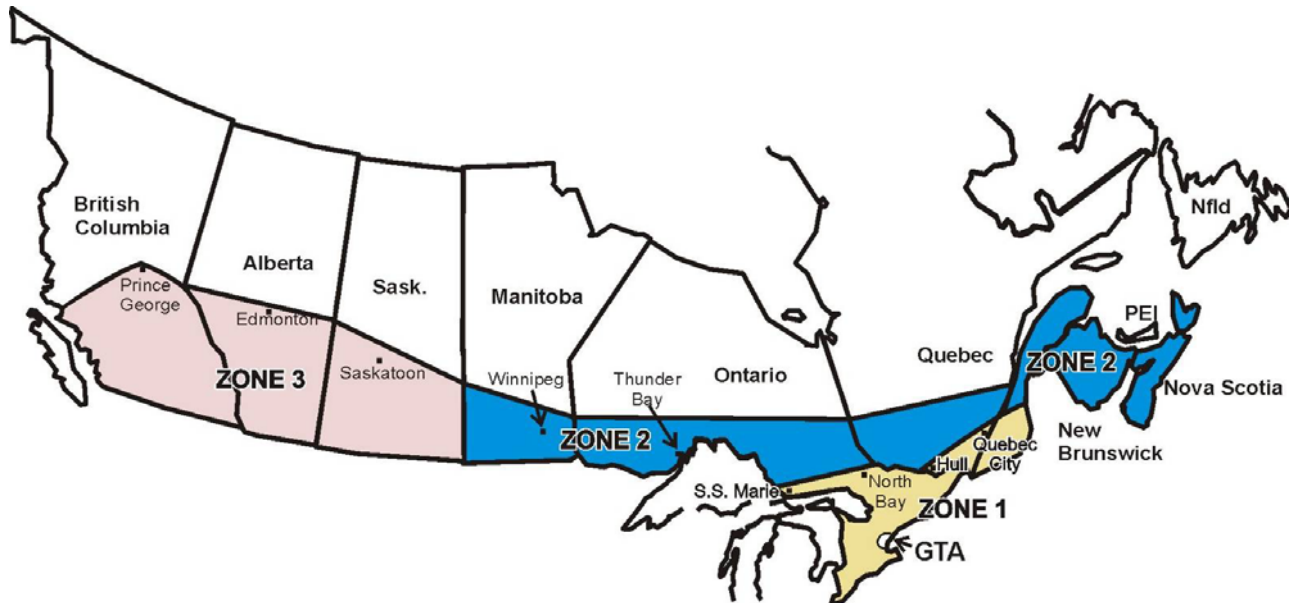 British
Columbia
Alberta
Sask.
Manitoba
Ontario
Quebec
Nfld
PEI
Nova Scotia
New
Brunswick
Prince
George
Edmonton
Saskatoon
ZONE 3
Winnipeg
Thunder
Bay
ZONE 2
ZONE 2
S.S. Marie
North
Bay
Hull
Quebec
City
ZONE 1
GTA